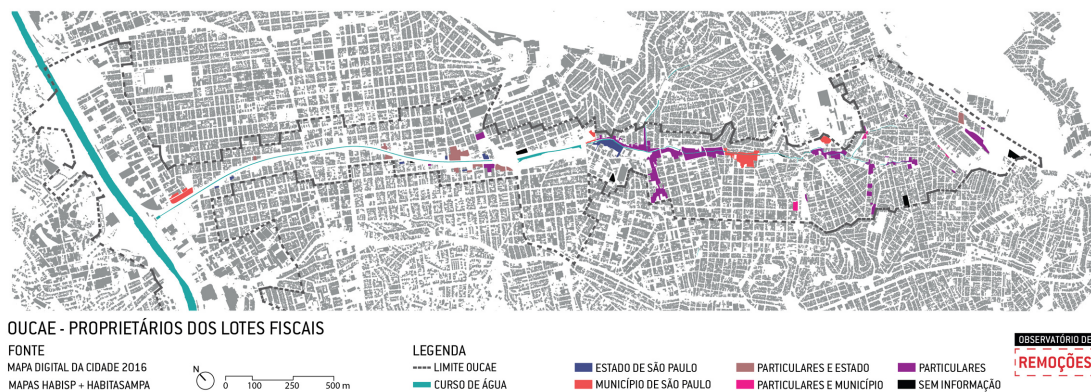 OUCAE - PROPRIETÁRIOS DOS LOTES FISCAIS
FONTE
MAPA DIGITAL DA CIDADE 2016
MAPAS HABISP + HABITASAMPA
N
0 100 250 500 m
LEGENDA
LIMITE OUCAE
CURSO DE ÁGUA
ESTADO DE SÃO PAULO
MUNICÍPIO DE SÃO PAULO
PARTICULARES E ESTADO
PARTICULARES E MUNICÍPIO
PARTICULARES
SEM INFORMAÇÃO
OBSERVATÓRIO DE
REMOÇÕES